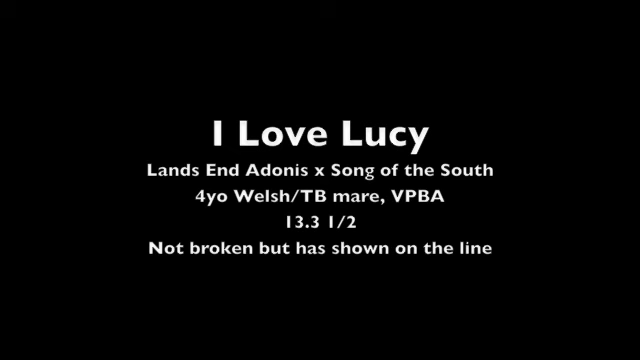 I Love Lucy
Lands End Adonis x Song of the South
4yo Welsh/TB mare, VPBA
13.3 1/2
Not broken but has shown on the line